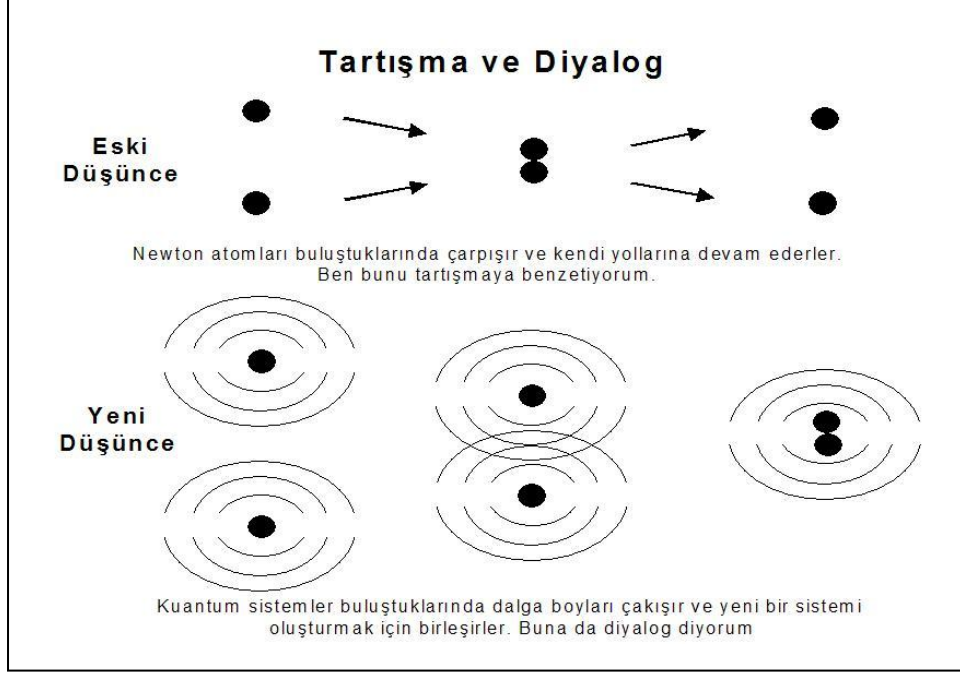 Tartışma ve Diyalog
Eski
Düşünce
Newton atomları buluştuklarında çarpışır ve kendi yollarına devam ederler.
Ben bunu tartışmaya benzetiyorum.
Yeni
Düşünce
Kuantum sistemler buluştuklarında dalga boyları çakışır ve yeni bir sistemi
oluşturmak için birleşirler. Buna da diyalog diyorum